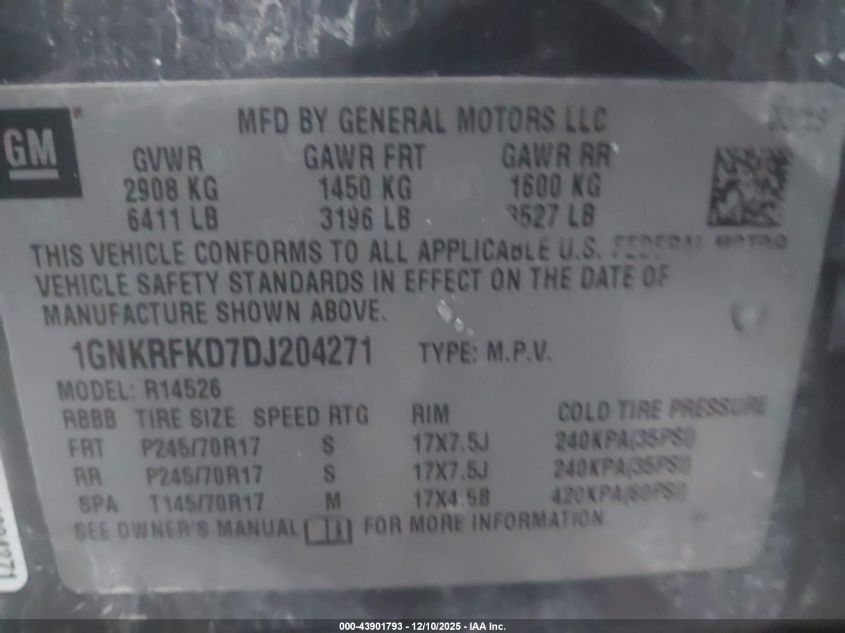 GM
MFD BY GENERAL MOTORS LLC
GVWR GAWR FRT GAWR RR
2908 KG 1450 KG 1600 KG
6411 LB 3196 LB 3527 LB
THIS VEHICLE CONFORMS TO ALL APPLICABLE U.S. FEDERAL MOTOR
VEHICLE SAFETY STANDARDS IN EFFECT ON THE DATE OF
MANUFACTURE SHOWN ABOVE.
1GNKRFKD7DJ204271 TYPE: M.P.V.
MODEL: R14526
RBBB TIRE SIZE SPEED RTG RIM COLD TIRE PRESSURE
FRT P245/70R17 S 17X7.5J 240KPA(35PSI)
RR P245/70R17 S 17X7.5J 240KPA(35PSI)
SPA T145/70R17 M 17X4.5B 420KPA(60PSI)
SEE OWNER'S MANUAL FOR MORE INFORMATION.
000-43901793 - 12/10/2025 - IAA Inc.